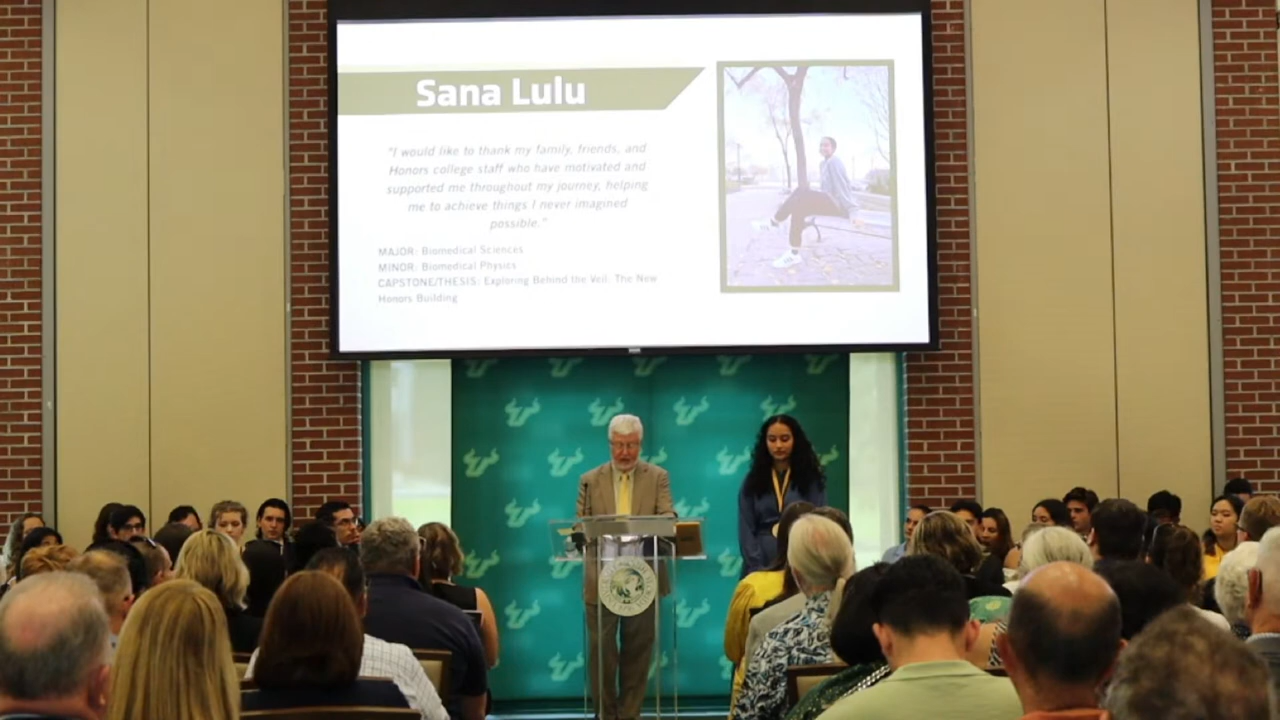 Sana Lulu
"I would like to thank my family, friends, and
Honors college staff who have motivated and
supported me throughout my journey, helping
me to achieve things I never imagined
possible."
MAJOR: Biomedical Sciences
MINOR: Biomedical Physics
CAPSTONE/THESIS: Exploring Behind the Veil: The New
Honors Building